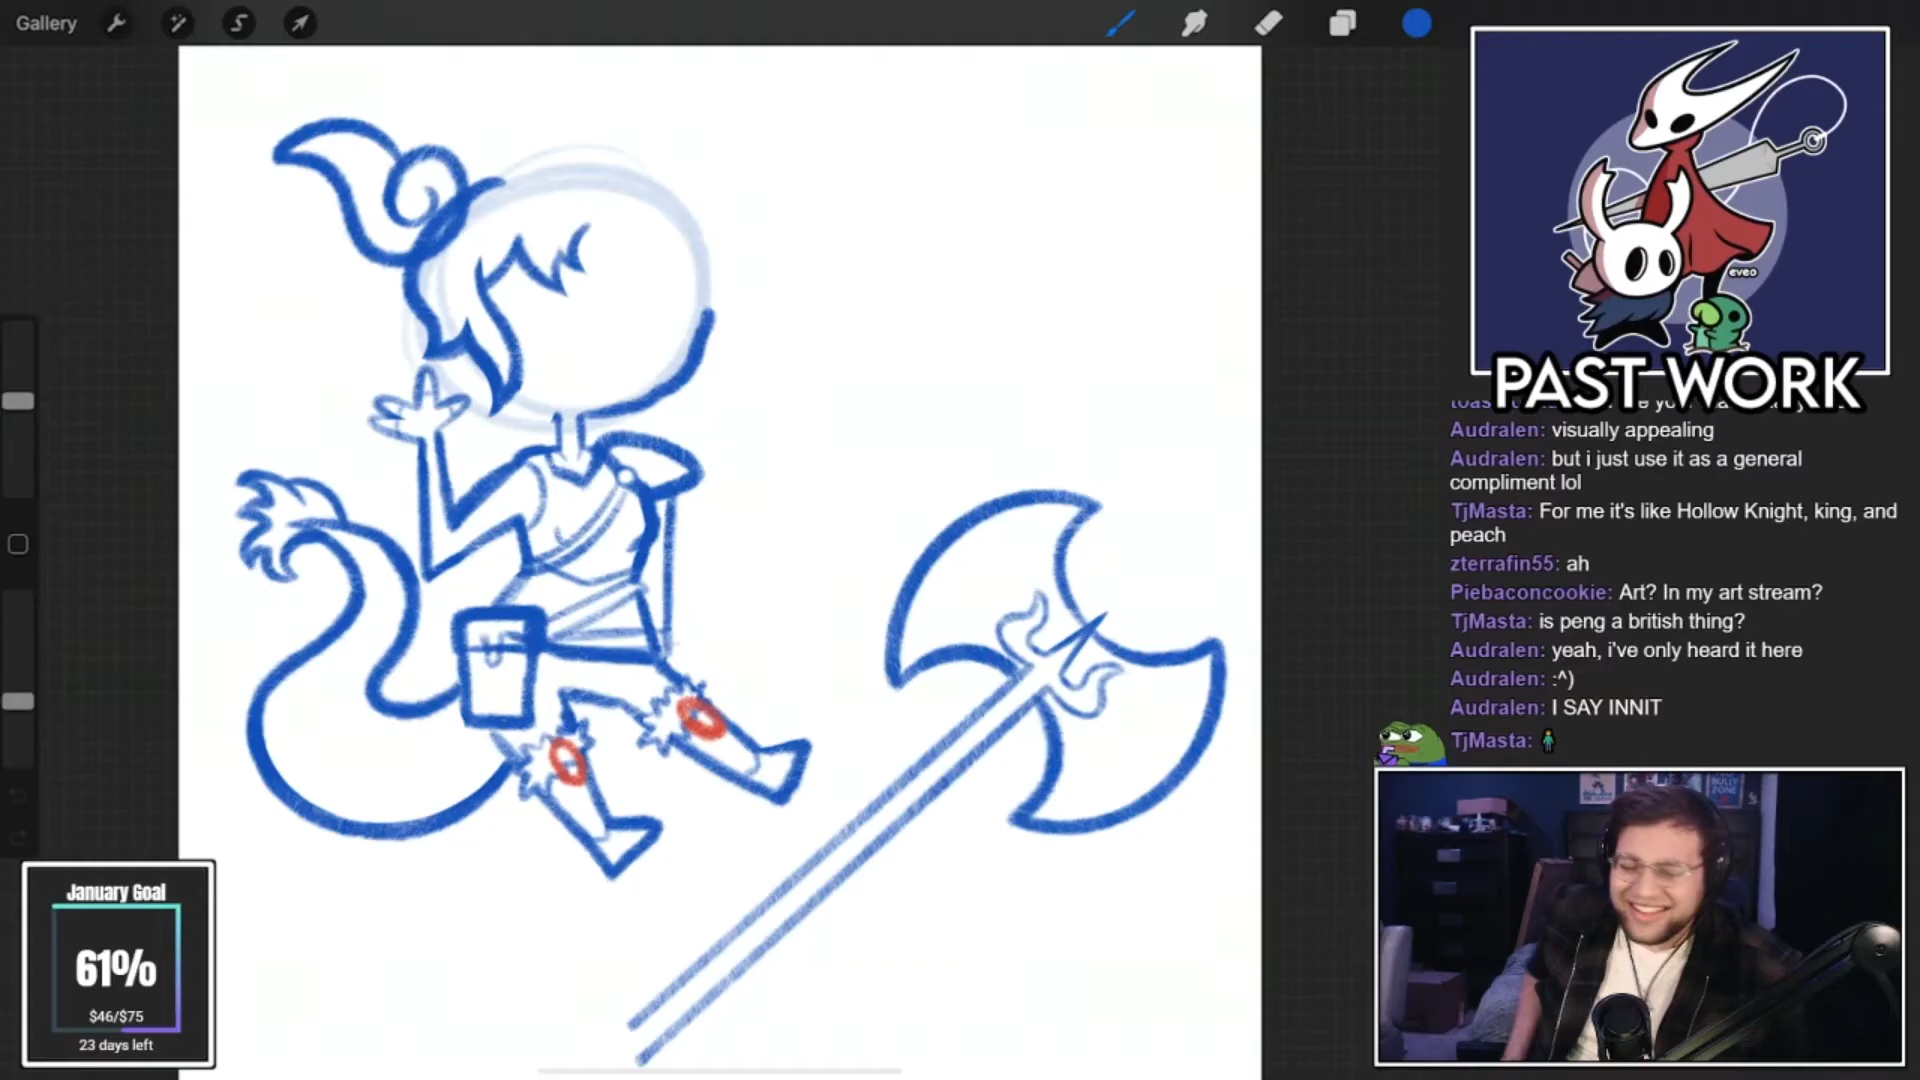 Gallery
eveo
PAST WORK
Audralen: visually appealing
Audralen: but i just use it as a general
compliment lol
TjMasta: For me it's like Hollow Knight, king, and
peach
zterrafin55: ah
Piebaconcookie: Art? In my art stream?
TjMasta: is peng a british thing?
Audralen: yeah, i've only heard it here
Audralen: :^)
Audralen: I SAY INNIT
TjMasta:
BULLY
ZONE
January Goal
61%
$46/$75
23 days left